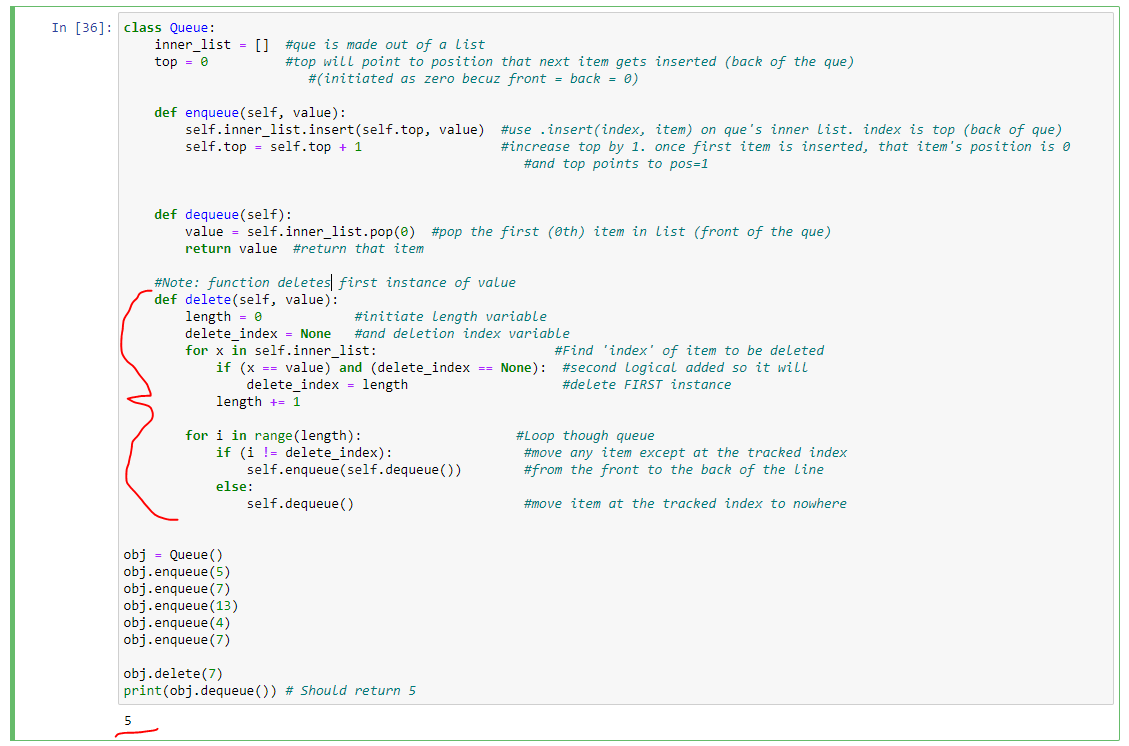 In [36]: class Queue:
    inner_list = []  #que is made out of a list
    top = 0          #top will point to position that next item gets inserted (back of the que)
                        #(initiated as zero becuz front = back = 0)
    def enqueue(self, value):
        self.inner_list.insert(self.top, value)  #use .insert(index, item) on que's inner list. index is top (back of que)
        self.top = self.top + 1                  #increase top by 1. once first item is inserted, that item's position is 0
                                                    #and top points to pos=1
    def dequeue(self):
        value = self.inner_list.pop(0)  #pop the first (0th) item in list (front of the que)
        return value  #return that item
    #Note: function deletes first instance of value
    def delete(self, value):
        length = 0            #initiate length variable
        delete_index = None   #and deletion index variable
        for x in self.inner_list:                       #Find 'index' of item to be deleted
            if (x == value) and (delete_index == None):  #second logical added so it will
                delete_index = length                    #delete FIRST instance
            length += 1
        for i in range(length):                    #Loop though queue
            if (i != delete_index):                 #move any item except at the tracked index
                self.enqueue(self.dequeue())        #from the front to the back of the line
            else:
                self.dequeue()                      #move item at the tracked index to nowhere
obj = Queue()
obj.enqueue(5)
obj.enqueue(7)
obj.enqueue(13)
obj.enqueue(4)
obj.enqueue(7)
obj.delete(7)
print(obj.dequeue()) # Should return 5
5